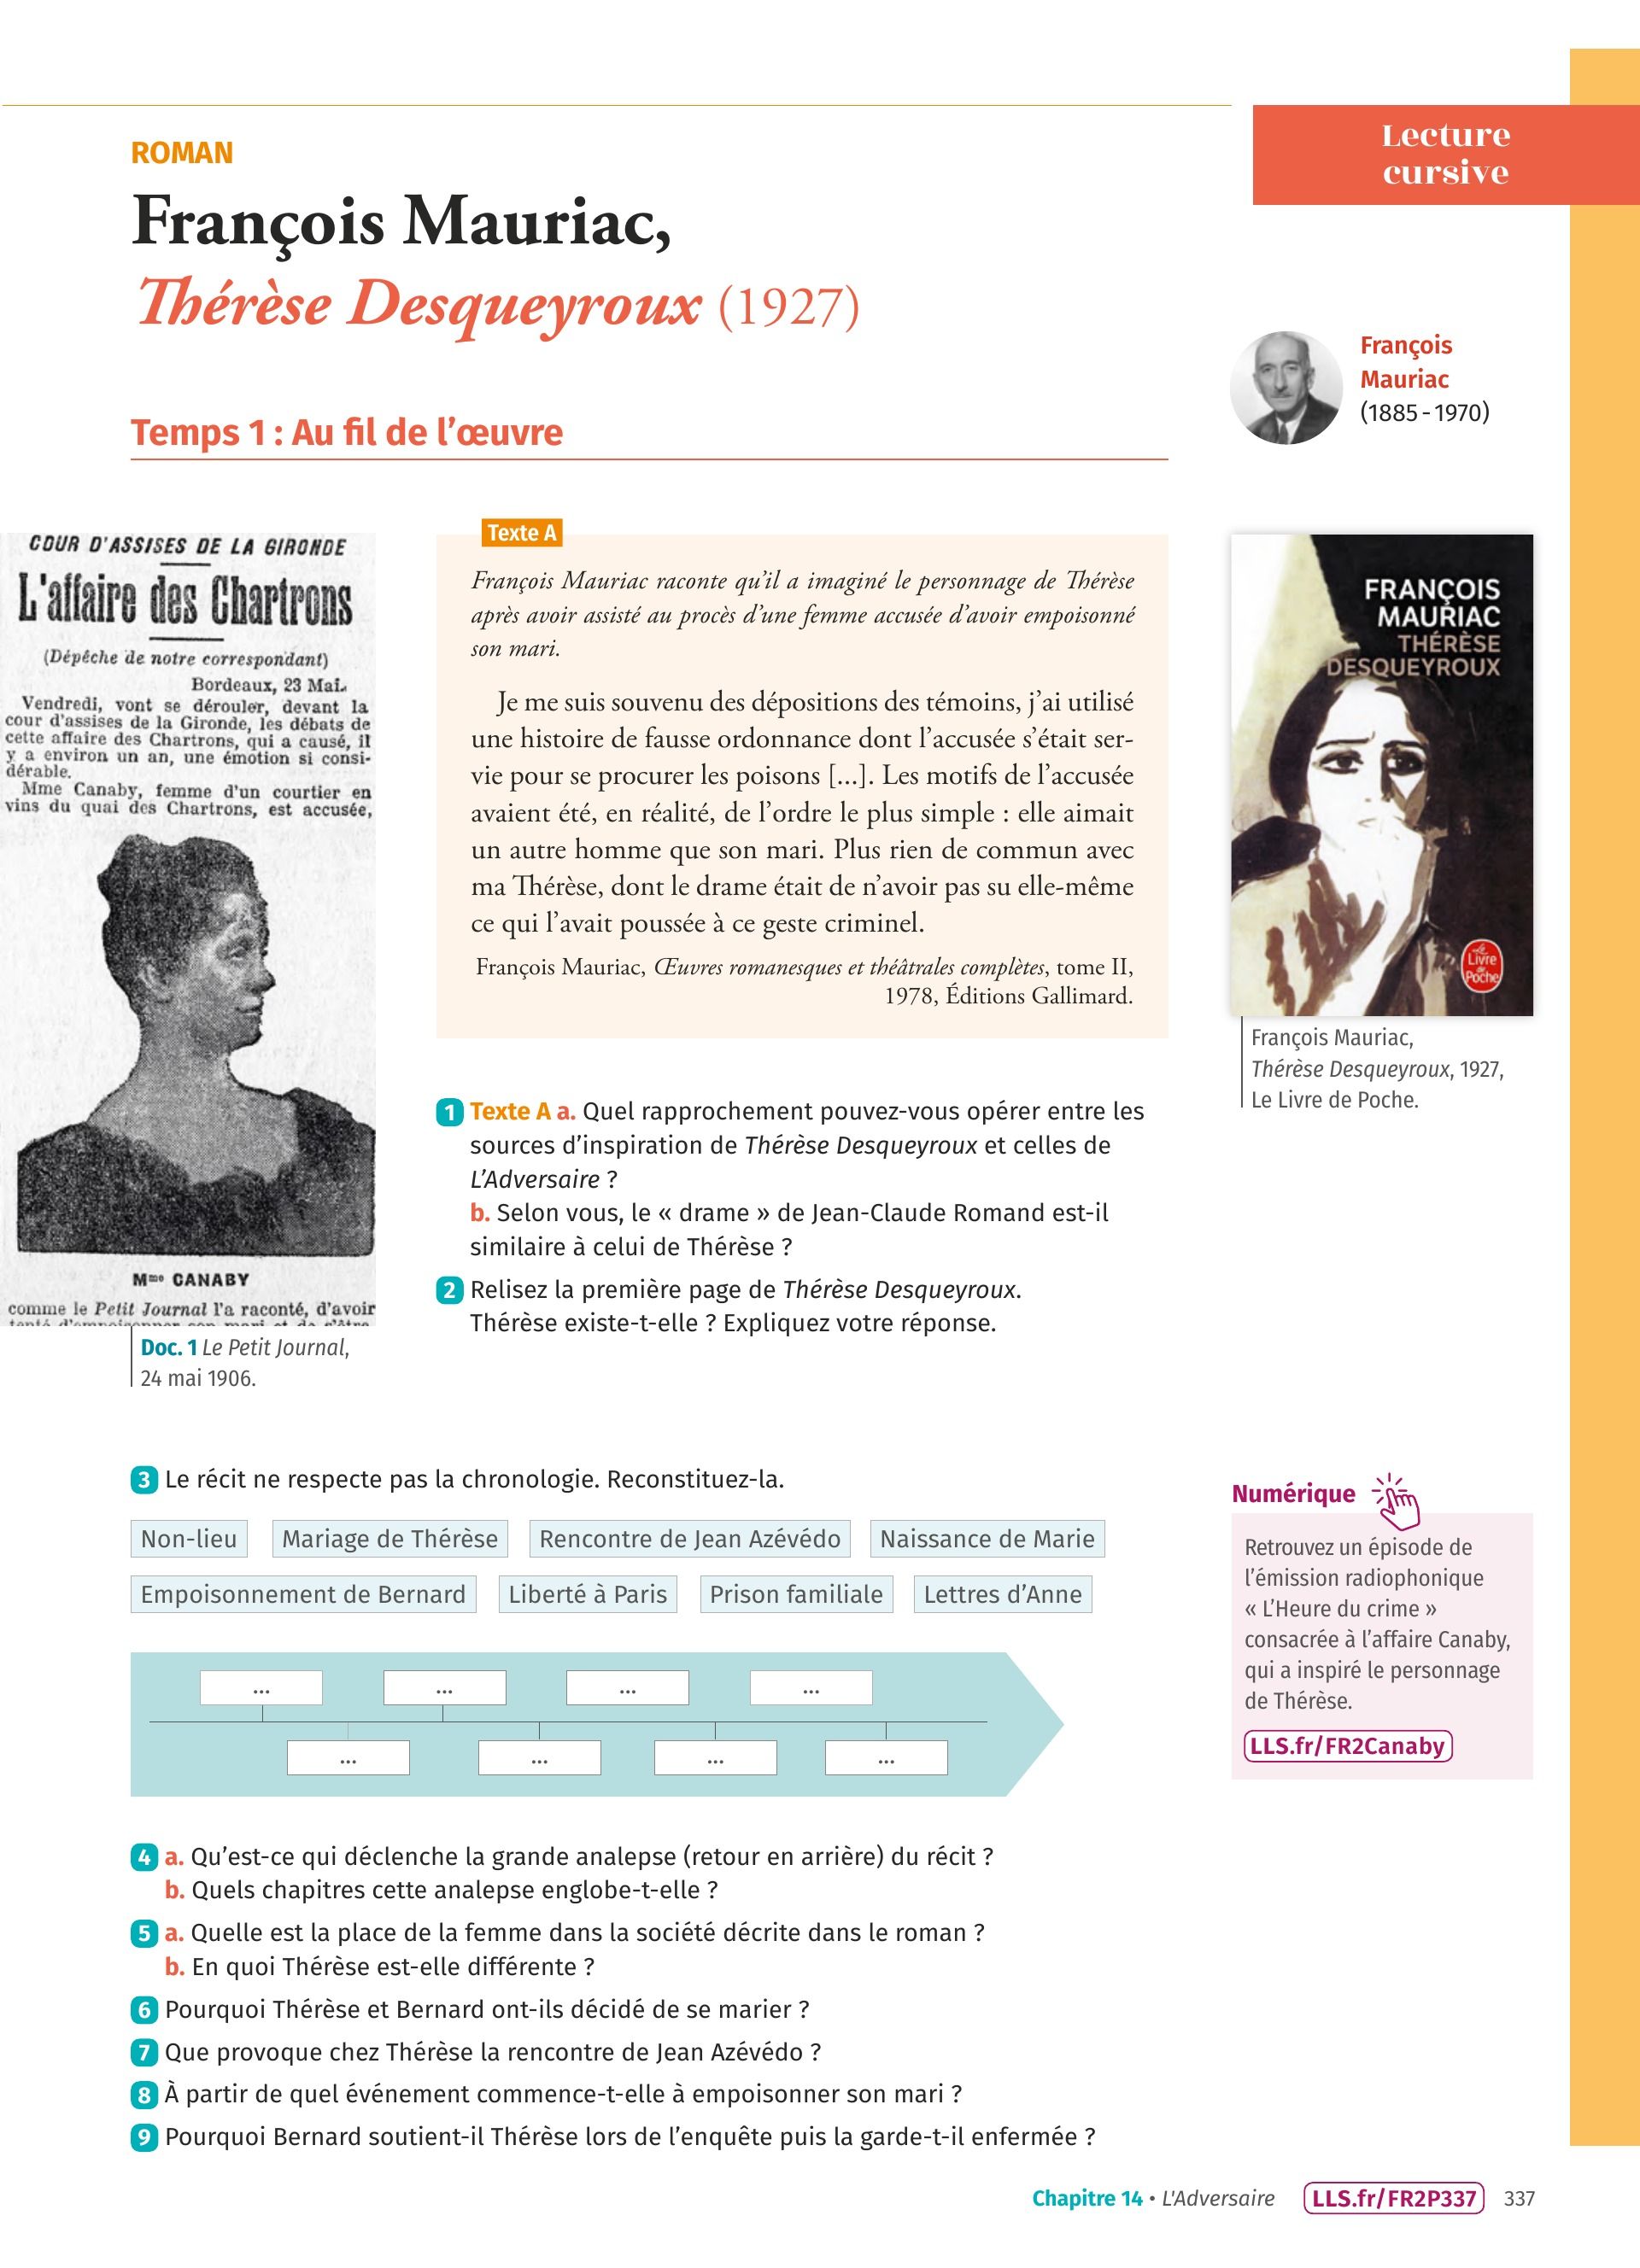 Lecture
cursive
ROMAN
François Mauriac,
Thérèse Desqueyroux (1927)
François
Mauriac
(1885 - 1970)
Temps 1 : Au fil de l’œuvre
COUR D'ASSISES DE LA GIRONDE
L'affaire des Chartrons
(Dépêche de notre correspondant)
Bordeaux, 23 Mai.
Vendredi, vont se dérouler, devant la
cour d'assises de la Gironde, les débats de
cette affaire des Chartrons, qui a causé, il
y a environ un an, une émotion si consi-
dérable.
Mme Canaby, femme d'un courtier en
vins du quai des Chartrons, est accusée,
Mme CANABY
comme le Petit Journal l'a raconté, d'avoir
tenté d'empoisonner son mari et de s'être
Doc. 1 Le Petit Journal,
24 mai 1906.
Texte A
François Mauriac raconte qu’il a imaginé le personnage de Thérèse
après avoir assisté au procès d’une femme accusée d’avoir empoisonné
son mari.
Je me suis souvenu des dépositions des témoins, j’ai utilisé
une histoire de fausse ordonnance dont l’accusée s’était ser-
vie pour se procurer les poisons [...]. Les motifs de l’accusée
avaient été, en réalité, de l’ordre le plus simple : elle aimait
un autre homme que son mari. Plus rien de commun avec
ma Thérèse, dont le drame était de n’avoir pas su elle-même
ce qui l’avait poussée à ce geste criminel.
François Mauriac, Œuvres romanesques et théâtrales complètes, tome II,
1978, Éditions Gallimard.
FRANÇOIS
MAURIAC
THÉRÈSE
DESQUEYROUX
Le
Livre
de
Poche
François Mauriac,
Thérèse Desqueyroux, 1927,
Le Livre de Poche.
1 Texte A a. Quel rapprochement pouvez-vous opérer entre les
sources d’inspiration de Thérèse Desqueyroux et celles de
L’Adversaire ?
b. Selon vous, le « drame » de Jean-Claude Romand est-il
similaire à celui de Thérèse ?
2 Relisez la première page de Thérèse Desqueyroux.
Thérèse existe-t-elle ? Expliquez votre réponse.
3 Le récit ne respecte pas la chronologie. Reconstituez-la.
Non-lieu Mariage de Thérèse Rencontre de Jean Azévédo Naissance de Marie
Empoisonnement de Bernard Liberté à Paris Prison familiale Lettres d’Anne
... ... ... ...
... ... ... ...
Numérique
Retrouvez un épisode de
l’émission radiophonique
« L’Heure du crime »
consacrée à l’affaire Canaby,
qui a inspiré le personnage
de Thérèse.
LLS.fr/FR2Canaby
4 a. Qu’est-ce qui déclenche la grande analepse (retour en arrière) du récit ?
b. Quels chapitres cette analepse englobe-t-elle ?
5 a. Quelle est la place de la femme dans la société décrite dans le roman ?
b. En quoi Thérèse est-elle différente ?
6 Pourquoi Thérèse et Bernard ont-ils décidé de se marier ?
7 Que provoque chez Thérèse la rencontre de Jean Azévédo ?
8 À partir de quel événement commence-t-elle à empoisonner son mari ?
9 Pourquoi Bernard soutient-il Thérèse lors de l’enquête puis la garde-t-il enfermée ?
Chapitre 14 • L'Adversaire LLS.fr/FR2P337 337